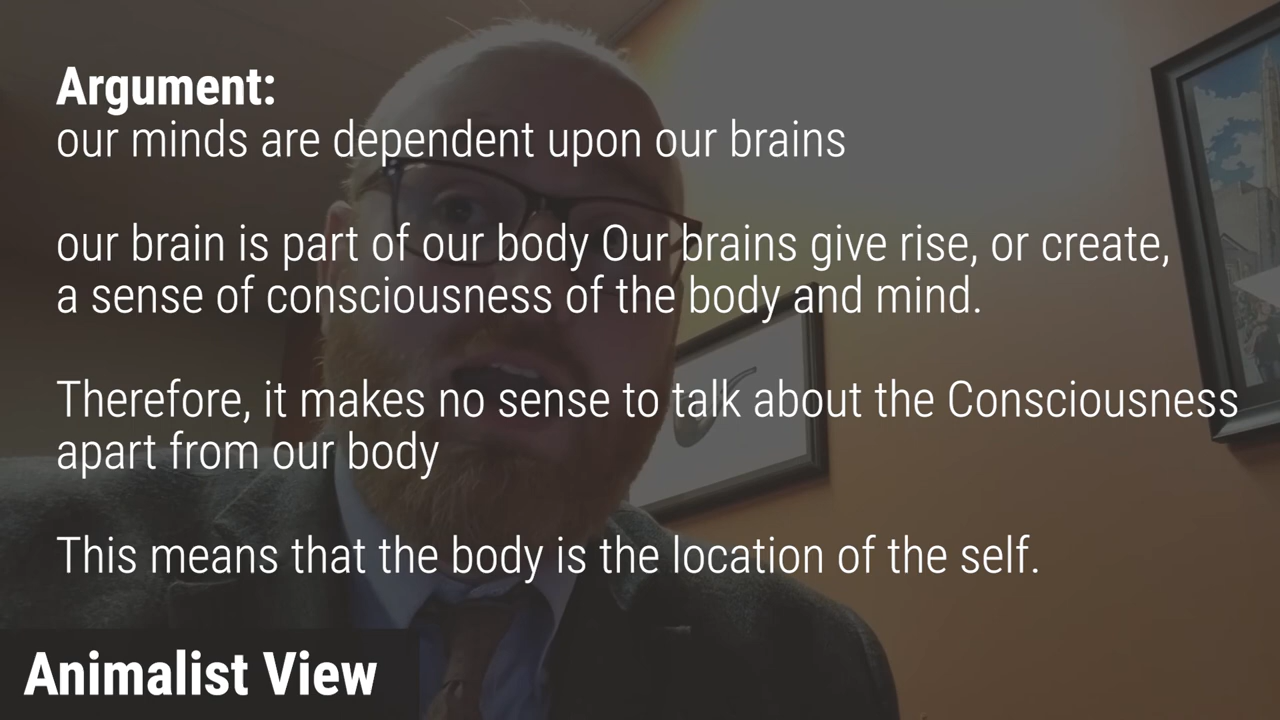 Argument:
our minds are dependent upon our brains
our brain is part of our body Our brains give rise, or create,
a sense of consciousness of the body and mind.
Therefore, it makes no sense to talk about the Consciousness
apart from our body
This means that the body is the location of the self.
Animalist View